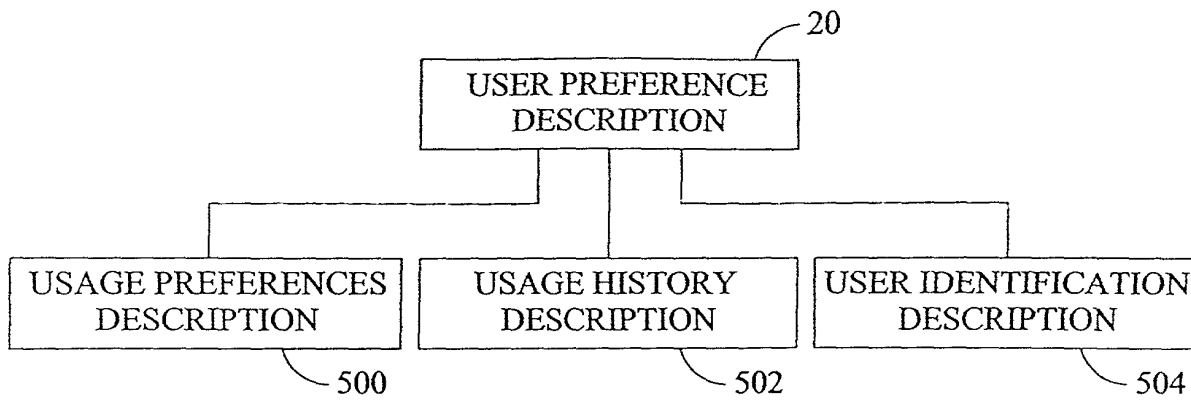 20
USER PREFERENCE
DESCRIPTION
USAGE PREFERENCES
DESCRIPTION
USAGE HISTORY
DESCRIPTION
USER IDENTIFICATION
DESCRIPTION
500
502
504